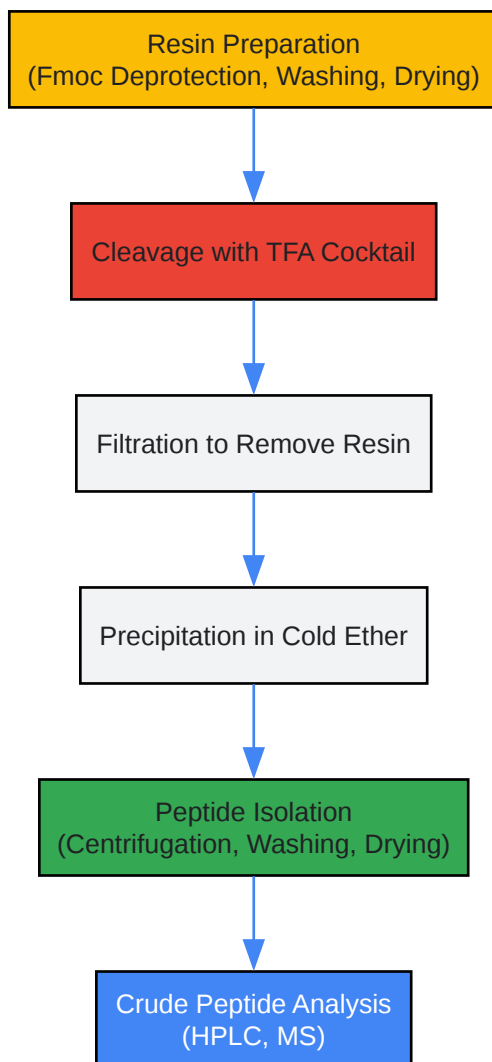 Resin Preparation
(Fmoc Deprotection, Washing, Drying)
Cleavage with TFA Cocktail
Filtration to Remove Resin
Precipitation in Cold Ether
Peptide Isolation
(Centrifugation, Washing, Drying)
Crude Peptide Analysis
(HPLC, MS)